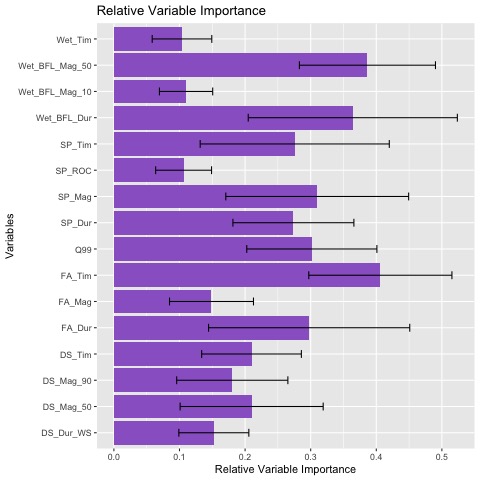 Relative Variable Importance
Wet_Tim
Wet_BFL_Mag_50
Wet_BFL_Mag_10
Wet_BFL_Dur
SP_Tim
SP_ROC
SP_Mag
SP_Dur
Q99
FA_Tim
FA_Mag
FA_Dur
DS_Tim
DS_Mag_90
DS_Mag_50
DS_Dur_WS
Variables
0.0 0.1 0.2 0.3 0.4 0.5
Relative Variable Importance